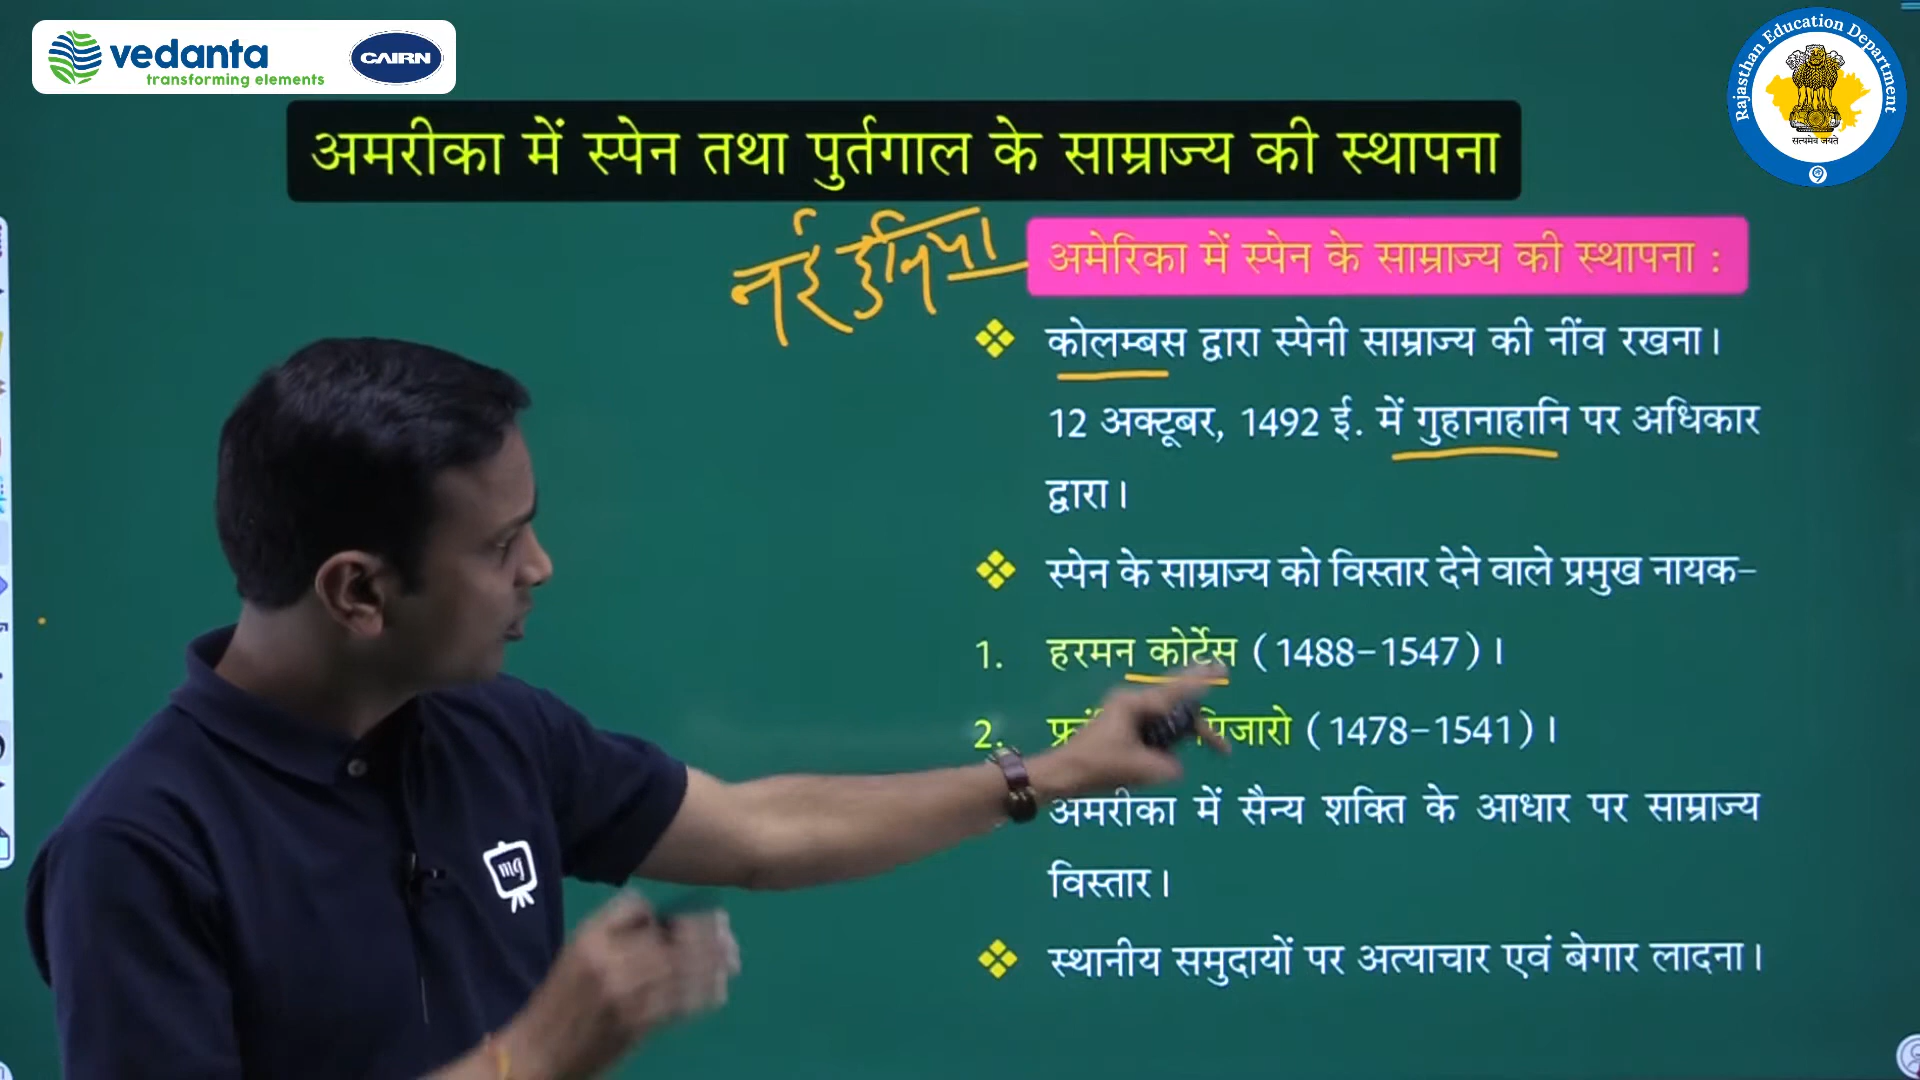 vedanta
transforming elements
CAIRN
Rajasthan Education Department
सत्यमेव जयते
अमरीका में स्पेन तथा पुर्तगाल के साम्राज्य की स्थापना
नई दुनिया
अमेरिका में स्पेन के साम्राज्य की स्थापना :
कोलम्बस द्वारा स्पेनी साम्राज्य की नींव रखना।
12 अक्टूबर, 1492 ई. में गुहानाहानि पर अधिकार
द्वारा।
स्पेन के साम्राज्य को विस्तार देने वाले प्रमुख नायक–
1. हरमन कोर्टेस (1488–1547)।
2. (1478–1541)।
अमरीका में सैन्य शक्ति के आधार पर साम्राज्य
विस्तार।
स्थानीय समुदायों पर अत्याचार एवं बेगार लादना।
mg